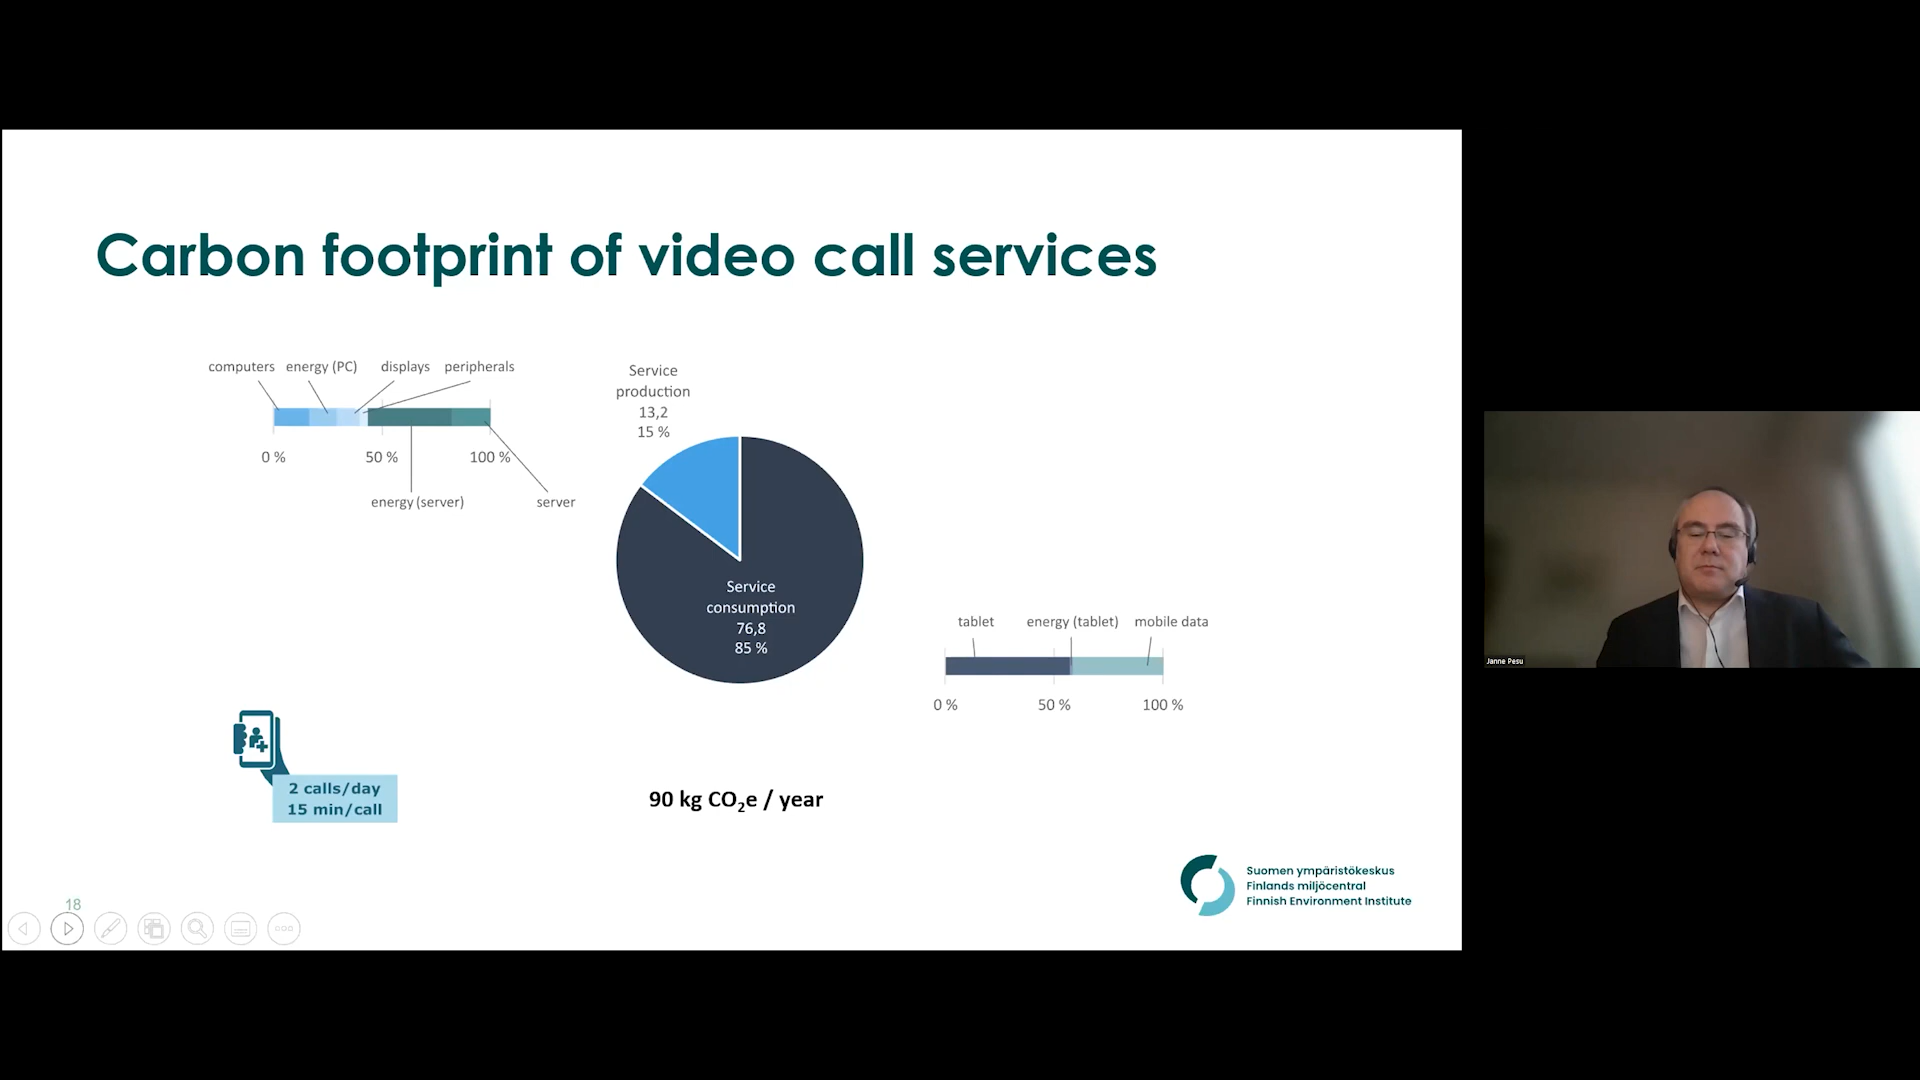 Carbon footprint of video call services
computers energy (PC) displays peripherals
0 % 50 % 100 %
energy (server) server
Service
production
13,2
15 %
Service
consumption
76,8
85 %
tablet energy (tablet) mobile data
0 % 50 % 100 %
2 calls/day
15 min/call
90 kg CO₂e / year
Suomen ympäristökeskus
Finlands miljöcentral
Finnish Environment Institute
18
Janne Pesu